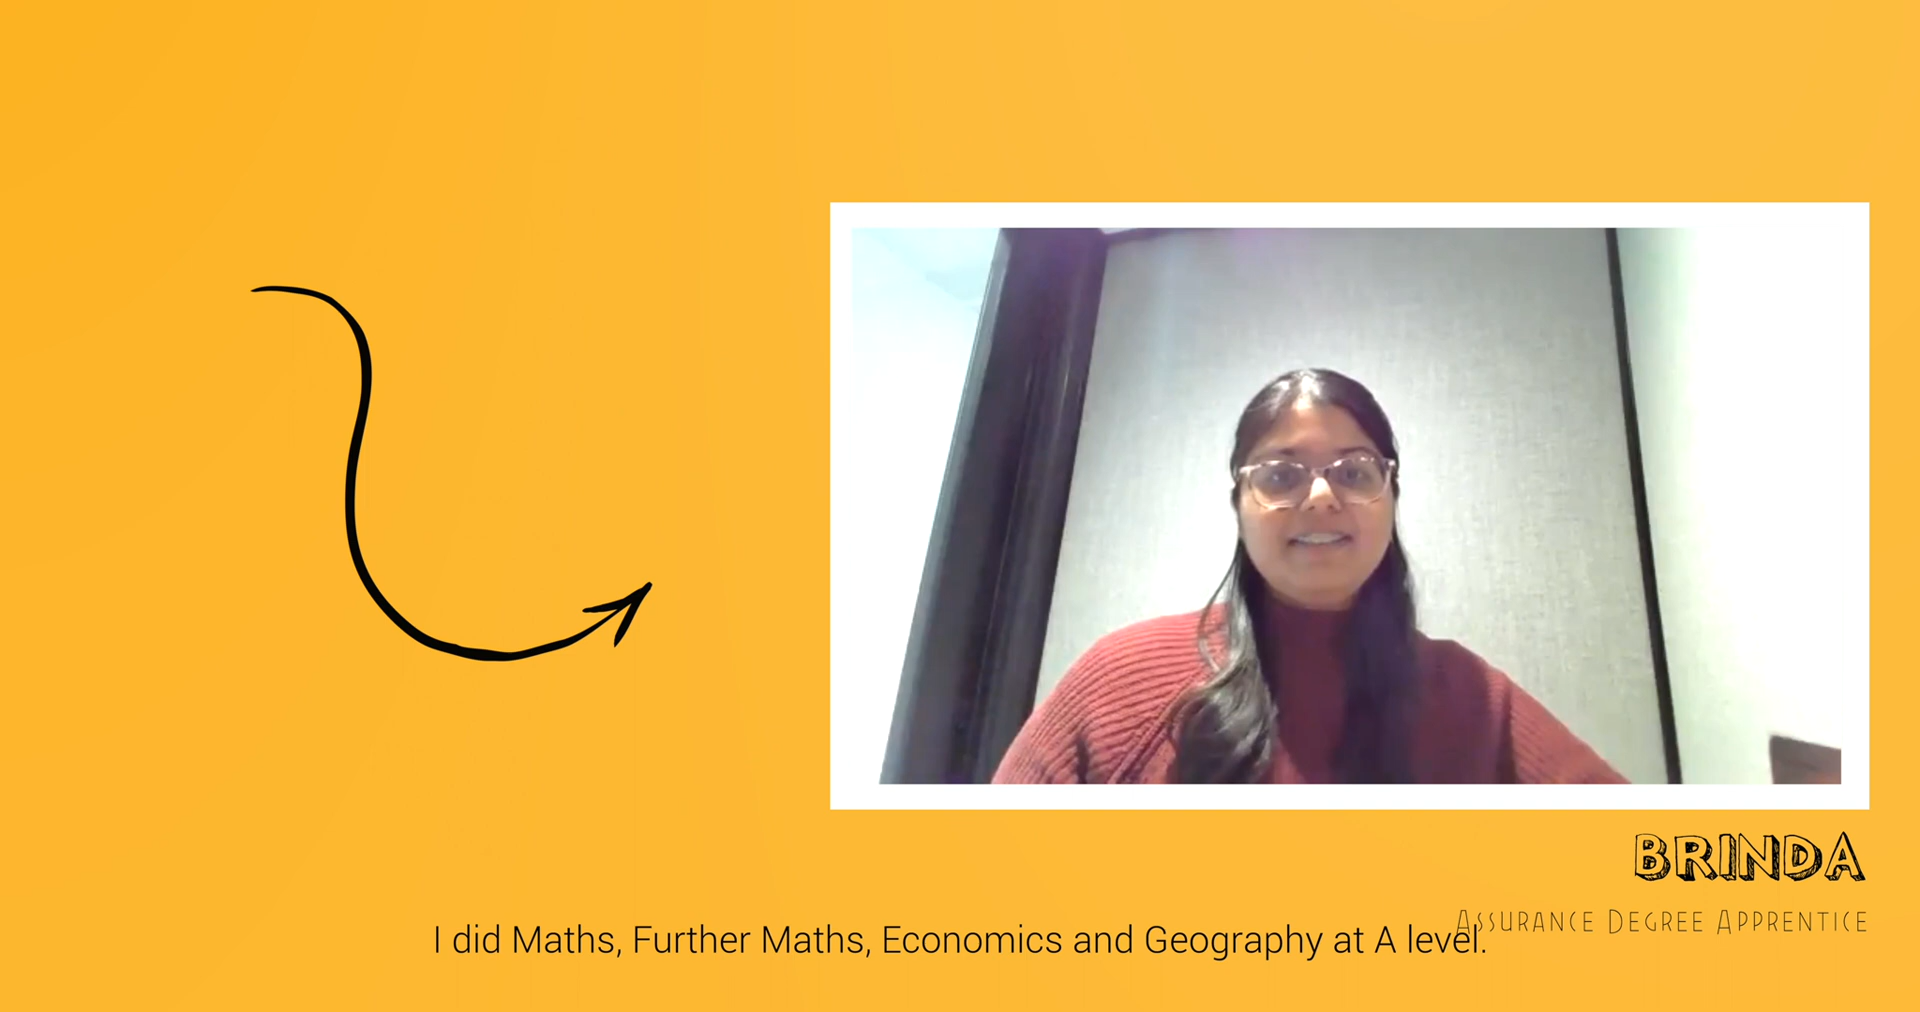 BRINDA
ASSURANCE DEGREE APPRENTICE
I did Maths, Further Maths, Economics and Geography at A level.